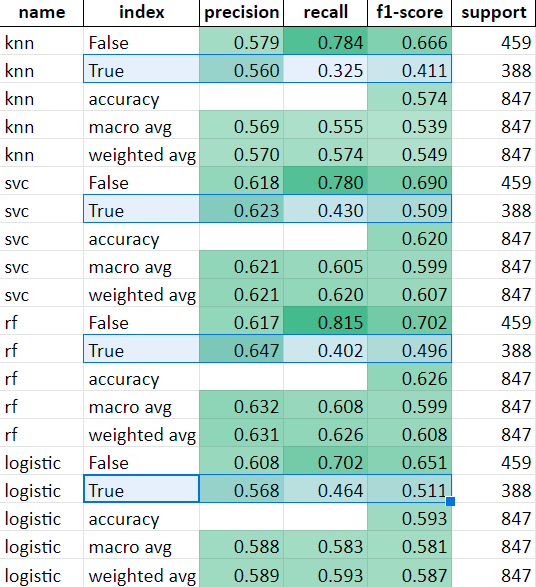 name index precision recall f1-score support
knn False 0.579 0.784 0.666 459
knn True 0.560 0.325 0.411 388
knn accuracy 0.574 847
knn macro avg 0.569 0.555 0.539 847
knn weighted avg 0.570 0.574 0.549 847
svc False 0.618 0.780 0.690 459
svc True 0.623 0.430 0.509 388
svc accuracy 0.620 847
svc macro avg 0.621 0.605 0.599 847
svc weighted avg 0.621 0.620 0.607 847
rf False 0.617 0.815 0.702 459
rf True 0.647 0.402 0.496 388
rf accuracy 0.626 847
rf macro avg 0.632 0.608 0.599 847
rf weighted avg 0.631 0.626 0.608 847
logistic False 0.608 0.702 0.651 459
logistic True 0.568 0.464 0.511 388
logistic accuracy 0.593 847
logistic macro avg 0.588 0.583 0.581 847
logistic weighted avg 0.589 0.593 0.587 847